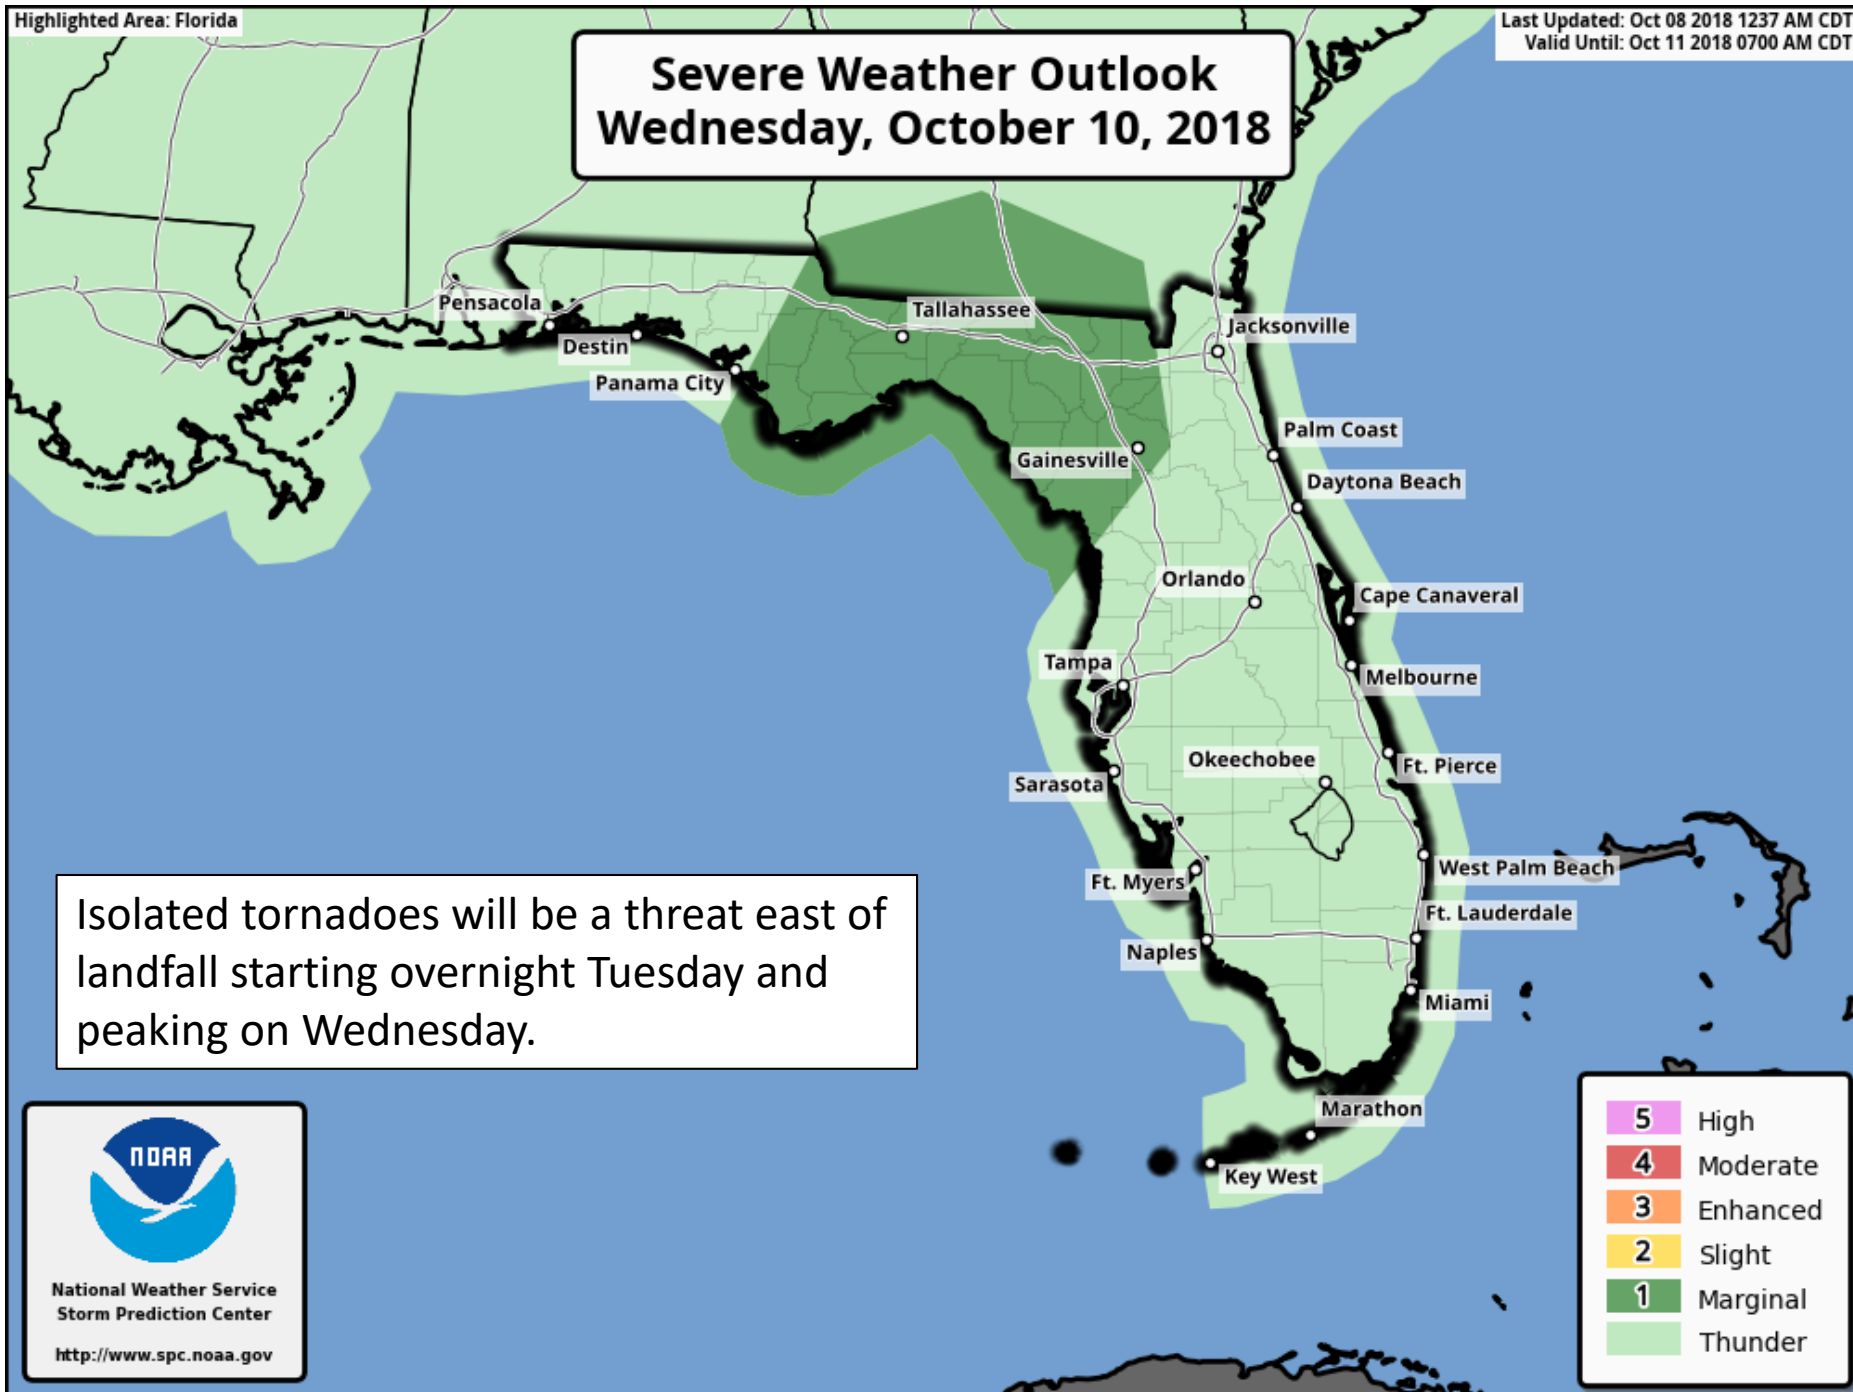 Highlighted Area: Florida
Last Updated: Oct 08 2018 1237 AM CDT
Valid Until: Oct 11 2018 0700 AM CDT
Severe Weather Outlook
Wednesday, October 10, 2018
Pensacola
Destin
Panama City
Tallahassee
Jacksonville
Gainesville
Palm Coast
Daytona Beach
Orlando
Cape Canaveral
Tampa
Melbourne
Okeechobee
Ft. Pierce
Sarasota
West Palm Beach
Ft. Myers
Ft. Lauderdale
Naples
Miami
Marathon
Key West
Isolated tornadoes will be a threat east of
landfall starting overnight Tuesday and
peaking on Wednesday.
NOAA
National Weather Service
Storm Prediction Center
http://www.spc.noaa.gov
5 High
4 Moderate
3 Enhanced
2 Slight
1 Marginal
Thunder